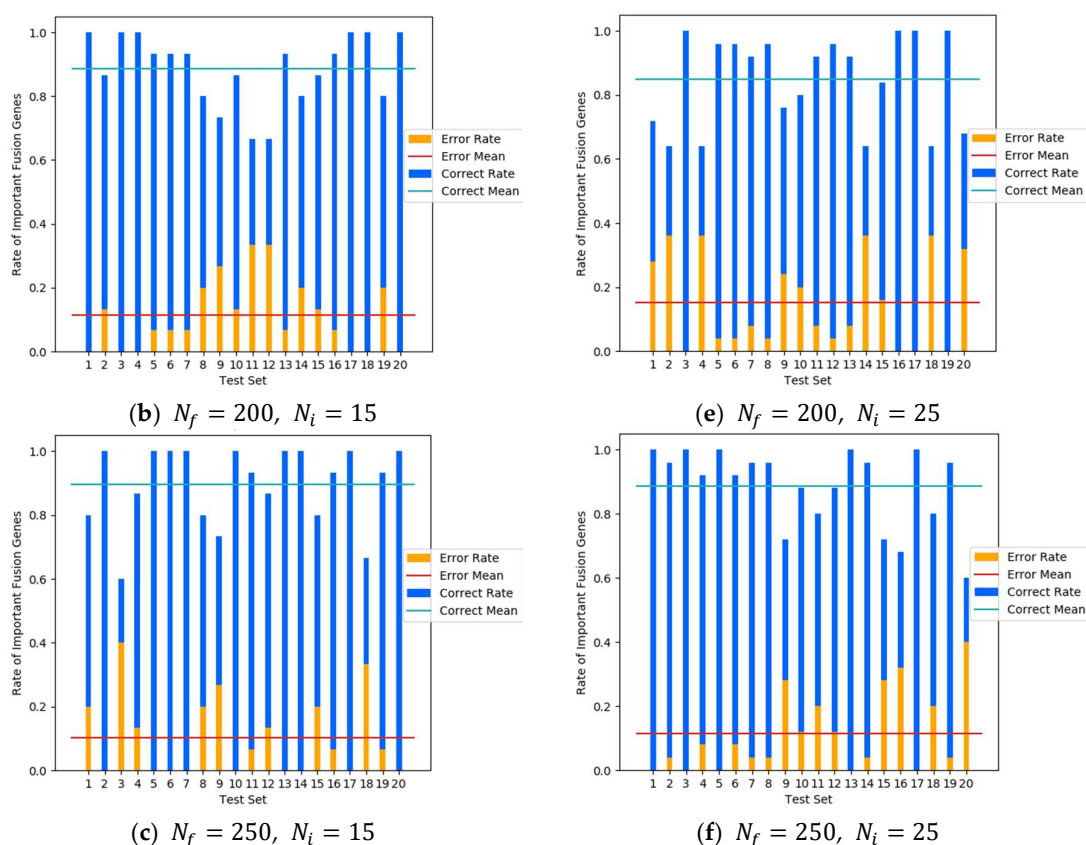 1.0
0.8
0.6
0.4
0.2
0.0
Rate of Important Fusion Genes
1 2 3 4 5 6 7 8 9 10 11 12 13 14 15 16 17 18 19 20
Test Set
Error Rate
Error Mean
Correct Rate
Correct Mean
(b) N_f = 200, N_i = 15
1.0
0.8
0.6
0.4
0.2
0.0
Rate of Important Fusion Genes
1 2 3 4 5 6 7 8 9 10 11 12 13 14 15 16 17 18 19 20
Test Set
Error Rate
Error Mean
Correct Rate
Correct Mean
(e) N_f = 200, N_i = 25
1.0
0.8
0.6
0.4
0.2
0.0
Rate of Important Fusion Genes
1 2 3 4 5 6 7 8 9 10 11 12 13 14 15 16 17 18 19 20
Test Set
Error Rate
Error Mean
Correct Rate
Correct Mean
(c) N_f = 250, N_i = 15
1.0
0.8
0.6
0.4
0.2
0.0
Rate of Important Fusion Genes
1 2 3 4 5 6 7 8 9 10 11 12 13 14 15 16 17 18 19 20
Test Set
Error Rate
Error Mean
Correct Rate
Correct Mean
(f) N_f = 250, N_i = 25